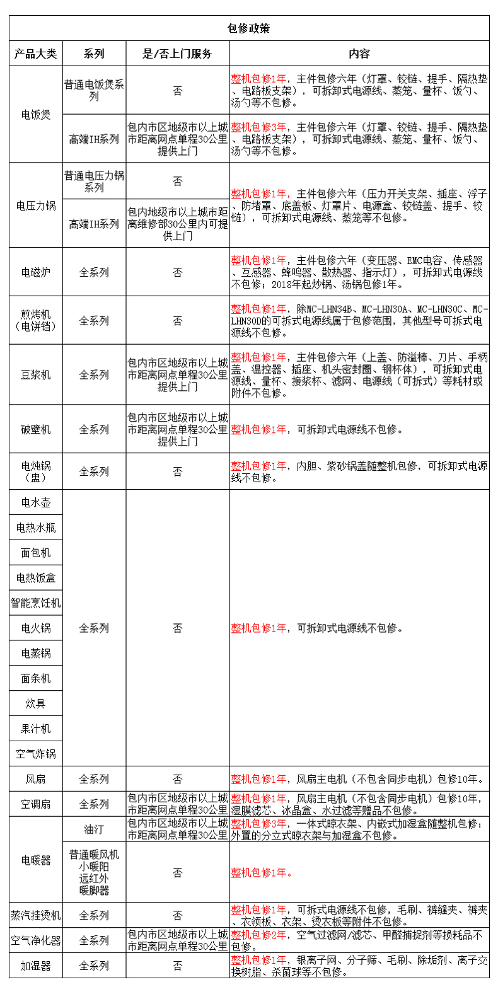 包修政策
产品大类 系列 是/否上门服务 内容
电饭煲
普通电饭煲系
列
否
整机包修1年，主件包修六年（灯罩、铰链、提手、隔热垫
、电路板支架），可拆卸式电源线、蒸笼、量杯、饭勺、
汤勺等不包修。
高端IH系列
包内市区地级市以上城
市距离网点单程30公里
提供上门
整机包修3年，主件包修六年（灯罩、铰链、提手、隔热垫
、电路板支架），可拆卸式电源线、蒸笼、量杯、饭勺、
汤勺等不包修。
电压力锅
普通电压力锅
系列
否
整机包修1年，主件包修六年（压力开关支架、插座、浮子
、防堵罩、底盖板、灯罩片、电源盒、铰链盖、提手、铰
链），可拆卸式电源线、蒸笼等不包修。
高端IH系列
包内地级市以上城市距
离维修部30公里内可提
供上门
电磁炉
全系列
否
整机包修1年，主件包修六年（变压器、EMC电容、传感器
、互感器、蜂鸣器、散热器、指示灯），可拆卸式电源线
不包修；2018年起炒锅、汤锅包修1年。
煎烤机
（电饼铛）
全系列
否
整机包修1年，除MC-LHN34B、MC-LHN30A、MC-LHN30C、MC-
LHN30D的可拆式电源线属于包修范围，其他型号可拆式电
源线不包修。
豆浆机
全系列
包内市区地级市以上城
市距离网点单程30公里
提供上门
整机包修1年，主件包修六年（上盖、防溢棒、刀片、手柄
盖、温控器、插座、机头密封圈、钢杯体），可拆卸式电
源线、量杯、接浆杯、滤网、电源线（可拆式）等耗材或
附件不包修。
破壁机
全系列
包内市区地级市以上城
市距离网点单程30公里
提供上门
整机包修1年，可拆卸式电源线不包修。
电炖锅
（盅）
全系列
否
整机包修1年，内胆、紫砂锅盖随整机包修，可拆卸式电源
线不包修。
电水壶
电热水瓶
面包机
电热饭盒
智能烹饪机
电火锅
电蒸锅
面条机
炊具
果汁机
空气炸锅
全系列
否
整机包修1年，可拆卸式电源线不包修。
风扇
全系列
否
整机包修1年，风扇主电机（不包含同步电机）包修10年。
空调扇
全系列
包内市区地级市以上城
市距离网点单程30公里
整机包修1年，风扇主电机（不包含同步电机）包修10年，
湿膜滤芯、冰晶盒、水过滤等赠品不包修。
电暖器
油汀
包内市区地级市以上城
市距离网点单程30公里
整机包修3年，一体式晾衣架、内嵌式加湿盒随整机包修；
外置的分立式晾衣架与加湿盒不包修。
普通暖风机
小暖阳
远红外
暖脚器
否
整机包修1年。
蒸汽挂烫机
全系列
否
整机包修1年，可拆式电源线不包修，毛刷、裤缝夹、裤夹
、衣领板、衣架、烫衣板等附件不包修。
空气净化器
全系列
包内市区地级市以上城
市距离网点单程30公里
整机包修2年，空气过滤网/滤芯、甲醛捕捉剂等损耗品不
包修。
加湿器
全系列
否
整机包修1年，银离子网、分子筛、毛刷、除垢剂、离子交
换树脂、杀菌球等不包修。